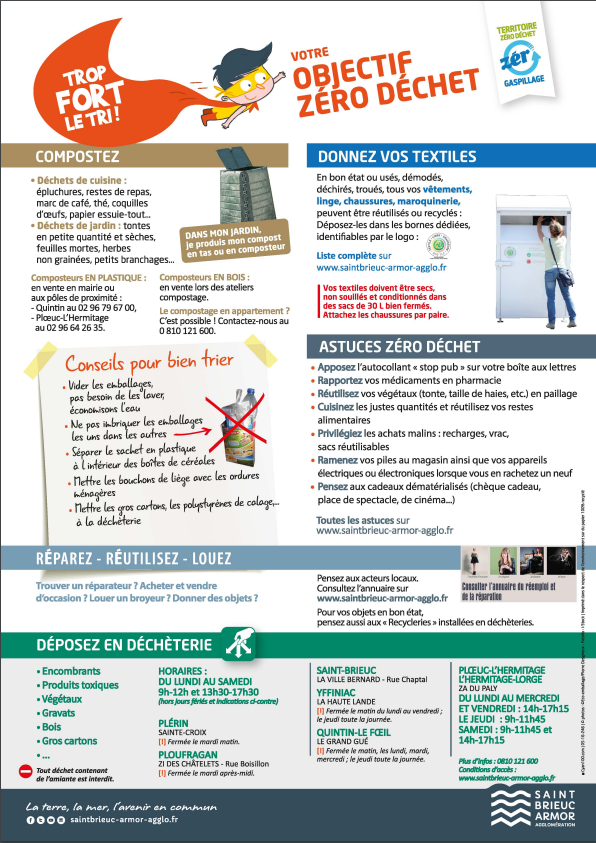 TROP
FORT
LE TRI !
VOTRE
OBJECTIF
ZÉRO DÉCHET
TERRITOIRE
ZÉRO DÉCHET
zéro
GASPILLAGE
COMPOSTEZ
• Déchets de cuisine :
épluchures, restes de repas,
marc de café, thé, coquilles
d'œufs, papier essuie-tout...
• Déchets de jardin : tontes
en petite quantité et sèches,
feuilles mortes, herbes
non grainées, petits branchages...
DANS MON JARDIN,
je produis mon compost
en tas ou en composteur
Composteurs EN PLASTIQUE :
en vente en mairie ou
aux pôles de proximité :
- Quintin au 02 96 79 67 00,
- Plœuc-L'Hermitage
au 02 96 64 26 35.
Composteurs EN BOIS :
en vente lors des ateliers
compostage.
Le compostage en appartement ?
C'est possible ! Contactez-nous au
0 810 121 600.
DONNEZ VOS TEXTILES
En bon état ou usés, démodés,
déchirés, troués, tous vos vêtements,
linge, chaussures, maroquinerie,
peuvent être réutilisés ou recyclés :
Déposez-les dans les bornes dédiées,
identifiables par le logo :
Liste complète sur
www.saintbrieuc-armor-agglo.fr
Vos textiles doivent être secs,
non souillés et conditionnés dans
des sacs de 30 L bien fermés.
Attachez les chaussures par paire.
Conseils pour bien trier
• Vider les emballages,
pas besoin de les laver,
économisons l'eau
• Ne pas imbriquer les emballages
les uns dans les autres
• Séparer le sachet en plastique
à l'intérieur des boîtes de céréales
• Mettre les bouchons de liège avec les ordures
ménagères
• Mettre les gros cartons, les polystyrènes de calage,..
à la déchèterie
ASTUCES ZÉRO DÉCHET
• Apposez l'autocollant « stop pub » sur votre boîte aux lettres
• Rapportez vos médicaments en pharmacie
• Réutilisez vos végétaux (tonte, taille de haies, etc.) en paillage
• Cuisinez les justes quantités et réutilisez vos restes
alimentaires
• Privilégiez les achats malins : recharges, vrac,
sacs réutilisables
• Ramenez vos piles au magasin ainsi que vos appareils
électriques ou électroniques lorsque vous en rachetez un neuf
• Pensez aux cadeaux dématérialisés (chèque cadeau,
place de spectacle, de cinéma...)
Toutes les astuces sur
www.saintbrieuc-armor-agglo.fr
RÉPAREZ - RÉUTILISEZ - LOUEZ
Trouver un réparateur ? Acheter et vendre
d'occasion ? Louer un broyeur ? Donner des objets ?
Pensez aux acteurs locaux.
Consultez l'annuaire sur
www.saintbrieuc-armor-agglo.fr
Pour vos objets en bon état,
pensez aussi aux « Recycleries » installées en déchèteries.
Consulter l'annuaire du réemploi et
de la réparation
DÉPOSEZ EN DÉCHÈTERIE
• Encombrants
• Produits toxiques
• Végétaux
• Gravats
• Bois
• Gros cartons
• ...
Tout déchet contenant
de l'amiante est interdit.
HORAIRES :
DU LUNDI AU SAMEDI
9h-12h et 13h30-17h30
(hors jours fériés et indications ci-contre)
PLÉRIN
SAINTE-CROIX
[!] Fermée le mardi matin.
PLOUFRAGAN
ZI DES CHÂTELETS - Rue Boisillon
[!] Fermée le mardi après-midi.
SAINT-BRIEUC
LA VILLE BERNARD - Rue Chaptal
YFFINIAC
LA HAUTE LANDE
[!] Fermée le matin du lundi au vendredi ;
le jeudi toute la journée.
QUINTIN-LE FŒIL
LE GRAND GUÉ
[!] Fermée le matin, les lundi, mardi,
mercredi ; le jeudi toute la journée.
PLŒUC-L'HERMITAGE
L'HERMITAGE-LORGE
ZA DU PALY
DU LUNDI AU MERCREDI
ET VENDREDI : 14h-17h15
LE JEUDI : 9h-11h45
SAMEDI : 9h-11h45 et
14h-17h15
Plus d'infos : 0810 121 600
Conditions d'accès :
www.saintbrieuc-armor-agglo.fr
La terre, la mer, l'avenir en commun
saintbrieuc-armor-agglo.fr
SAINT
BRIEUC
ARMOR
AGGLOMÉRATION